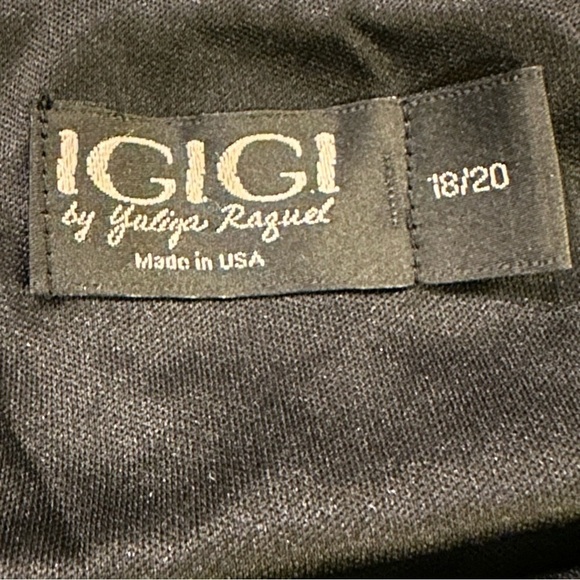 IGIGI
by Yuliya Raquel
Made in USA
18/20